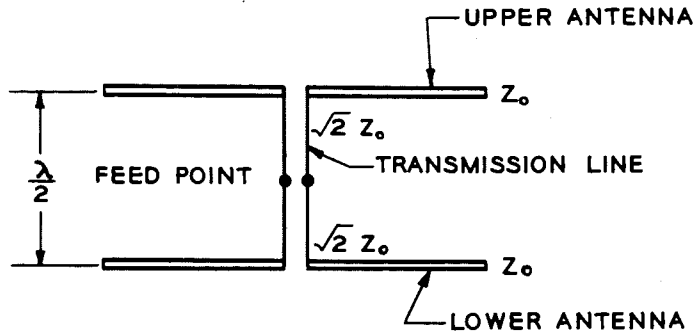 UPPER ANTENNA
Z₀
√2 Z₀
λ/2
FEED POINT
TRANSMISSION LINE
√2 Z₀
Z₀
LOWER ANTENNA